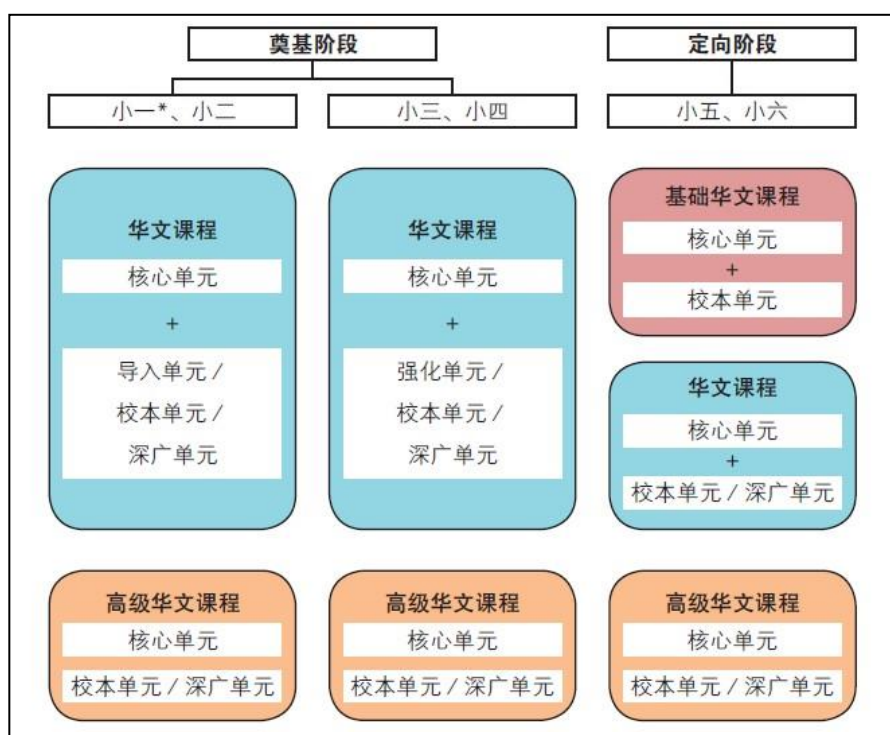 奠基阶段
定向阶段
小一*、小二
小三、小四
小五、小六
华文课程
核心单元
+
导入单元 /
校本单元 /
深广单元
华文课程
核心单元
+
强化单元 /
校本单元 /
深广单元
基础华文课程
核心单元
+
校本单元
华文课程
核心单元
+
校本单元 / 深广单元
高级华文课程
核心单元
校本单元 / 深广单元
高级华文课程
核心单元
校本单元 / 深广单元
高级华文课程
核心单元
校本单元 / 深广单元